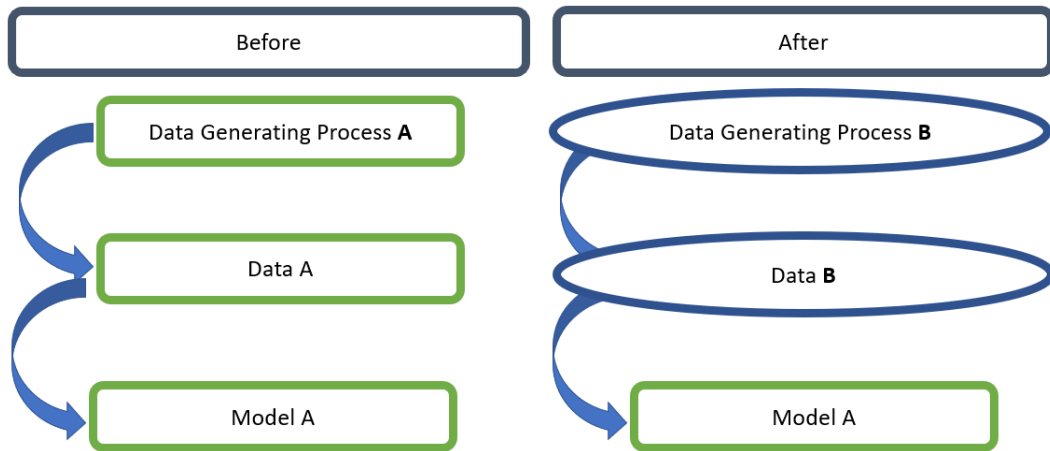 Before
After
Data Generating Process A
Data Generating Process B
Data A
Data B
Model A
Model A